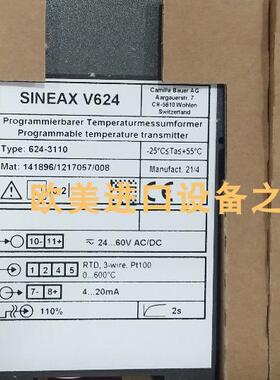 SINEAX V624
Camille Bauer AG
Aargauerstr. 7
CH-5610 Wohlen
Switzerland
Programmierbarer Temperaturmessumformer
Programmable temperature transmitter
Type: 624-3110
-25°C≤Ta≤+55°C
Mat: 141896/1217057/008
Manufact. 21/4
欧美进口设备之
10- 11+
24...60V AC/DC
1 2 4 5
RTD, 3-wire, Pt100
0...600°C
7- 8+
4...20mA
110%
2s